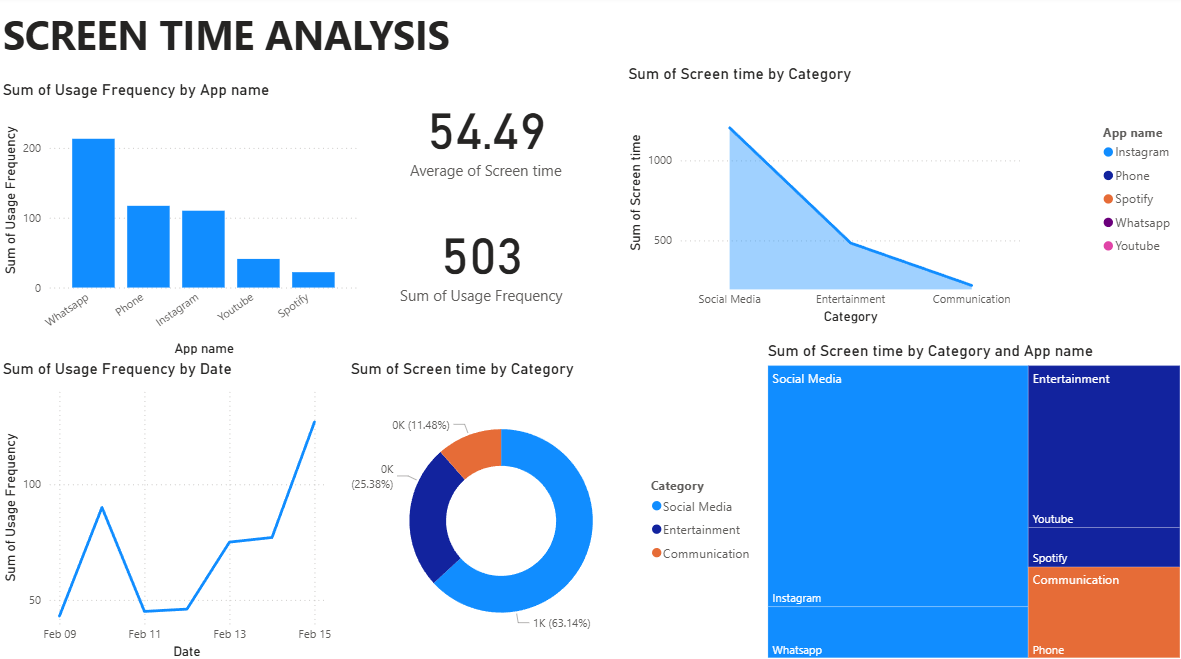 SCREEN TIME ANALYSIS
Sum of Usage Frequency by App name
Sum of Usage Frequency
200
100
0
Whatsapp
Phone
Instagram
Youtube
Spotify
App name
54.49
Average of Screen time
503
Sum of Usage Frequency
Sum of Screen time by Category
Sum of Screen time
1000
500
Social Media
Entertainment
Communication
Category
App name
Instagram
Phone
Spotify
Whatsapp
Youtube
Sum of Usage Frequency by Date
Sum of Usage Frequency
100
50
Feb 09
Feb 11
Feb 13
Feb 15
Date
Sum of Screen time by Category
0K (11.48%)
0K
(25.38%)
1K (63.14%)
Category
Social Media
Entertainment
Communication
Sum of Screen time by Category and App name
Social Media
Instagram
Whatsapp
Entertainment
Youtube
Spotify
Communication
Phone